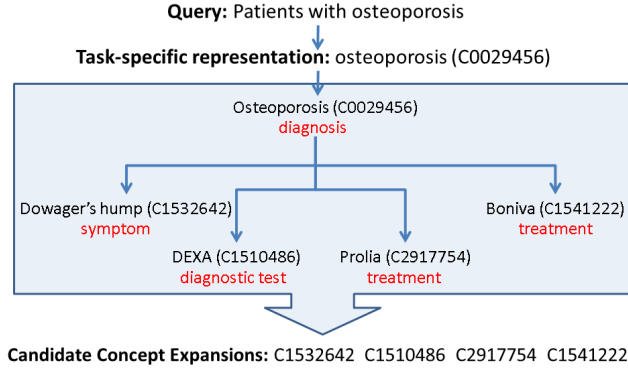 Query: Patients with osteoporosis
Task-specific representation: osteoporosis (C0029456)
Osteoporosis (C0029456)
diagnosis
Dowager's hump (C1532642)
symptom
Boniva (C1541222)
treatment
DEXA (C1510486)
diagnostic test
Prolia (C2917754)
treatment
Candidate Concept Expansions: C1532642 C1510486 C2917754 C1541222